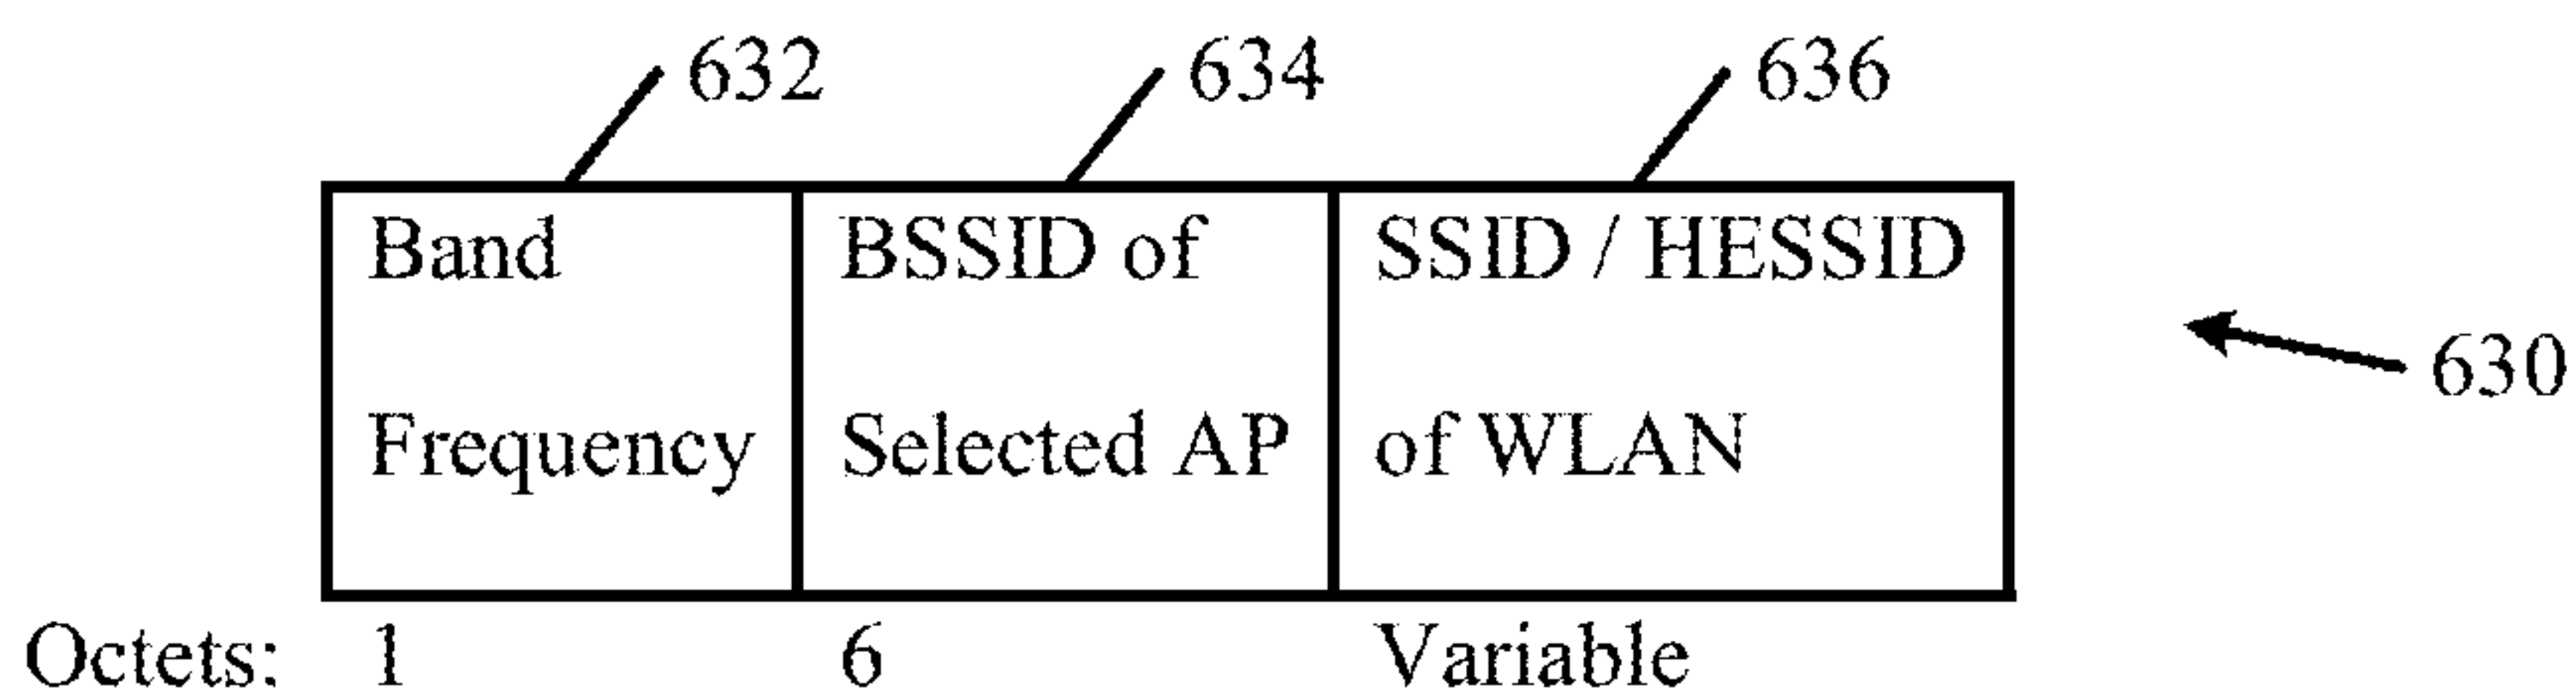 632 634 636
Band BSSID of SSID / HESSID
Frequency Selected AP of WLAN
630
Octets: 1 6 Variable